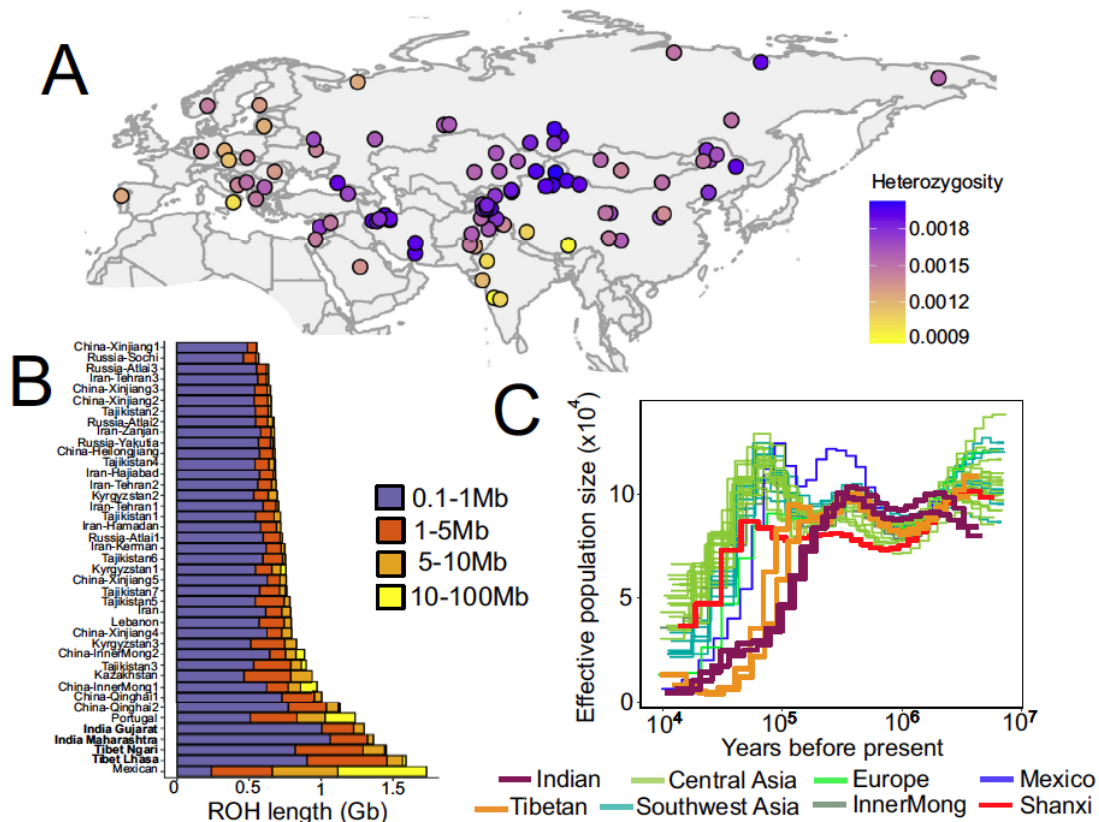 A
Heterozygosity
0.0018
0.0015
0.0012
0.0009
B
China-Xinjiang1
Russia-Sochi
Russia-Atlai3
Iran-Tehran3
China-Xinjiang3
China-Xinjiang2
Tajikistan2
Russia-Atlai2
Iran-Zanjan
Russia-Yakutia
China-Heilongjiang
Tajikistan4
Iran-Hajiabad
Iran-Tehran2
Kyrgyzstan2
Iran-Tehran1
Tajikistan1
Iran-Hamadan
Russia-Atlai1
Iran-Kerman
Tajikistan6
Kyrgyzstan1
China-Xinjiang5
Tajikistan7
Tajikistan5
Iran
Lebanon
China-Xinjiang4
Kyrgyzstan3
China-InnerMong2
Tajikistan3
Kazakhstan
China-InnerMong1
China-Qinghai1
China-Qinghai2
Portugal
India Gujarat
India Maharashtra
Tibet Ngari
Tibet Lhasa
Mexican
0 0.5 1 1.5
ROH length (Gb)
0.1-1Mb
1-5Mb
5-10Mb
10-100Mb
C
Effective population size (x10⁴)
10
5
0
10⁴ 10⁵ 10⁶ 10⁷
Years before present
Indian Central Asia Europe Mexico
Tibetan Southwest Asia InnerMong Shanxi